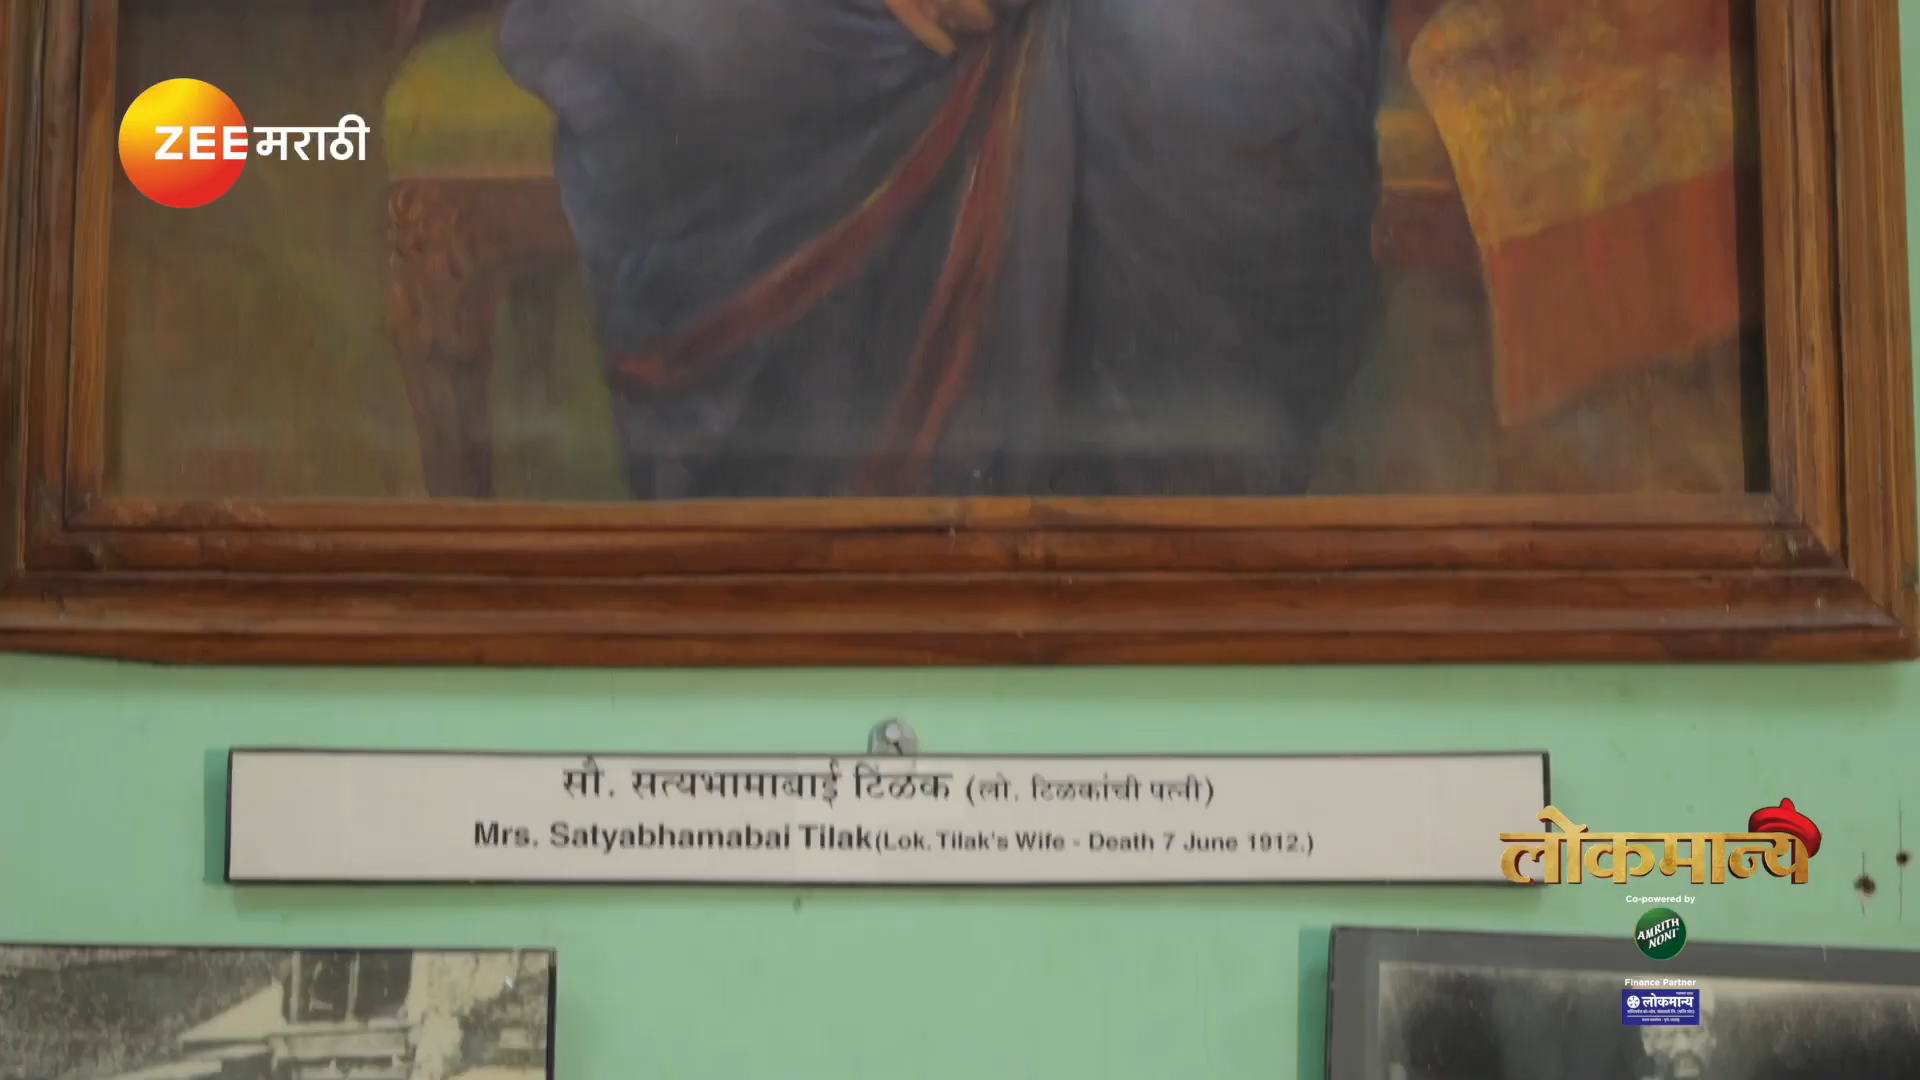 ZEE मराठी
सौ. सत्यभामाबाई टिळक (लो. टिळकांची पत्नी)
Mrs. Satyabhamabai Tilak (Lok. Tilak's Wife - Death 7 June 1912.)
लोकमान्य
Co-powered by
AMRITH
NONI
Finance Partner
लोकमान्य